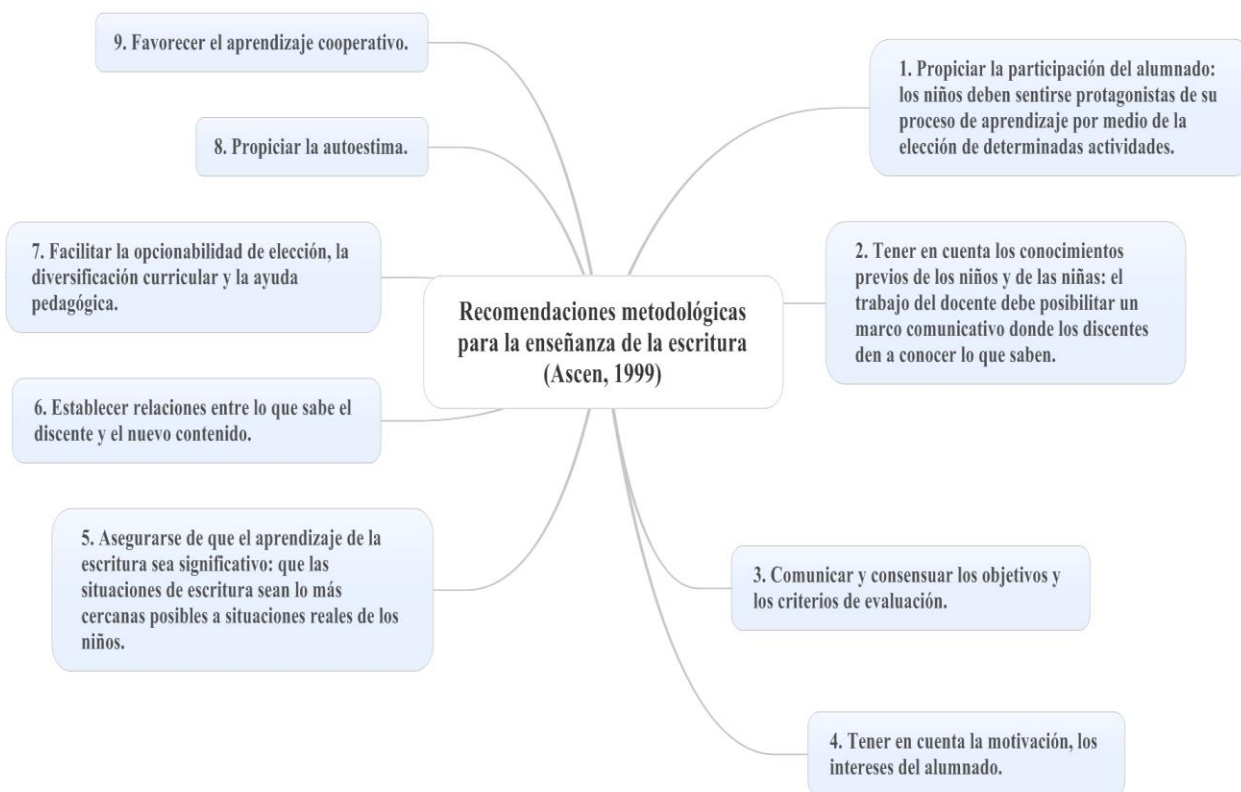 Recomendaciones metodológicas
para la enseñanza de la escritura
(Ascen, 1999)
1. Propiciar la participación del alumnado:
los niños deben sentirse protagonistas de su
proceso de aprendizaje por medio de la
elección de determinadas actividades.
2. Tener en cuenta los conocimientos
previos de los niños y de las niñas: el
trabajo del docente debe posibilitar un
marco comunicativo donde los discentes
den a conocer lo que saben.
3. Comunicar y consensuar los objetivos y
los criterios de evaluación.
4. Tener en cuenta la motivación, los
intereses del alumnado.
5. Asegurarse de que el aprendizaje de la
escritura sea significativo: que las
situaciones de escritura sean lo más
cercanas posibles a situaciones reales de los
niños.
6. Establecer relaciones entre lo que sabe el
discente y el nuevo contenido.
7. Facilitar la opcionabilidad de elección, la
diversificación curricular y la ayuda
pedagógica.
8. Propiciar la autoestima.
9. Favorecer el aprendizaje cooperativo.